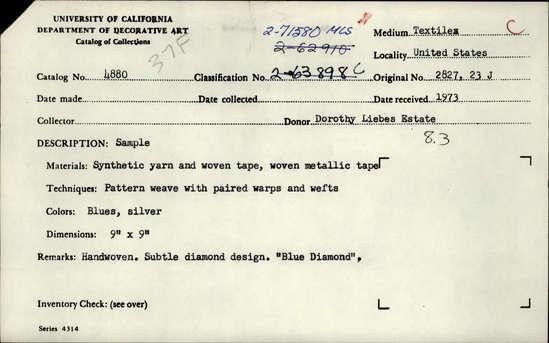 UNIVERSITY OF CALIFORNIA
DEPARTMENT OF DECORATIVE ART
Catalog of Collections
37F
2-71580 MCS
2-62910
Medium Textiles C
Locality United States
Catalog No. 4880 Classification No. 2-63898C Original No. 2827, 23 J
Date made Date collected Date received 1973
Collector Donor Dorothy Liebes Estate
8.3
DESCRIPTION: Sample
Materials: Synthetic yarn and woven tape, woven metallic tape
Techniques: Pattern weave with paired warps and wefts
Colors: Blues, silver
Dimensions: 9" x 9"
Remarks: Handwoven. Subtle diamond design. "Blue Diamond",
Inventory Check: (see over)
Series 4314